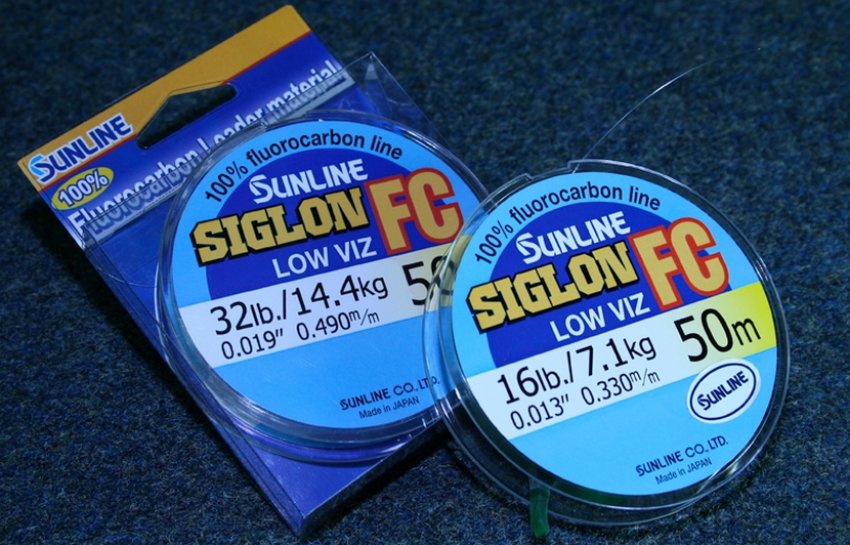 SUNLINE
100%
Fluorocarbon Leader material
100% fluorocarbon line
SUNLINE
SIGLON FC
LOW VIZ
32lb./14.4kg
0.019" 0.490m/m
SUNLINE CO.,LTD.
Made in JAPAN
100% fluorocarbon line
SUNLINE
SIGLON FC
LOW VIZ
16lb./7.1kg 50m
0.013" 0.330m/m
SUNLINE
SUNLINE CO.,LTD.
Made in JAPAN